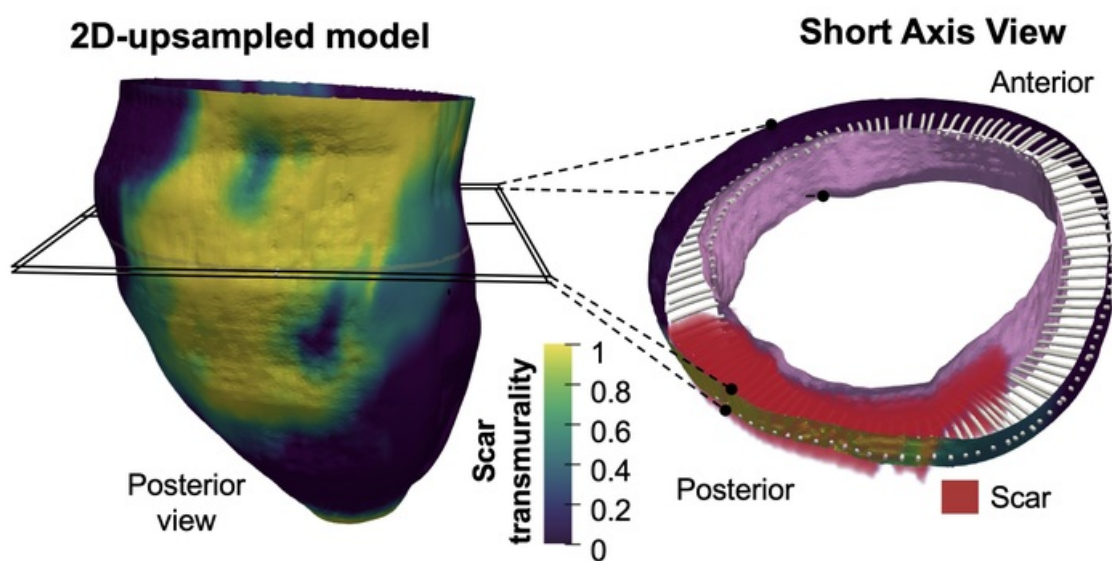 2D-upsampled model
Short Axis View
Anterior
Posterior
view
Scar
transmurality
1
0.8
0.6
0.4
0.2
0
Posterior
Scar